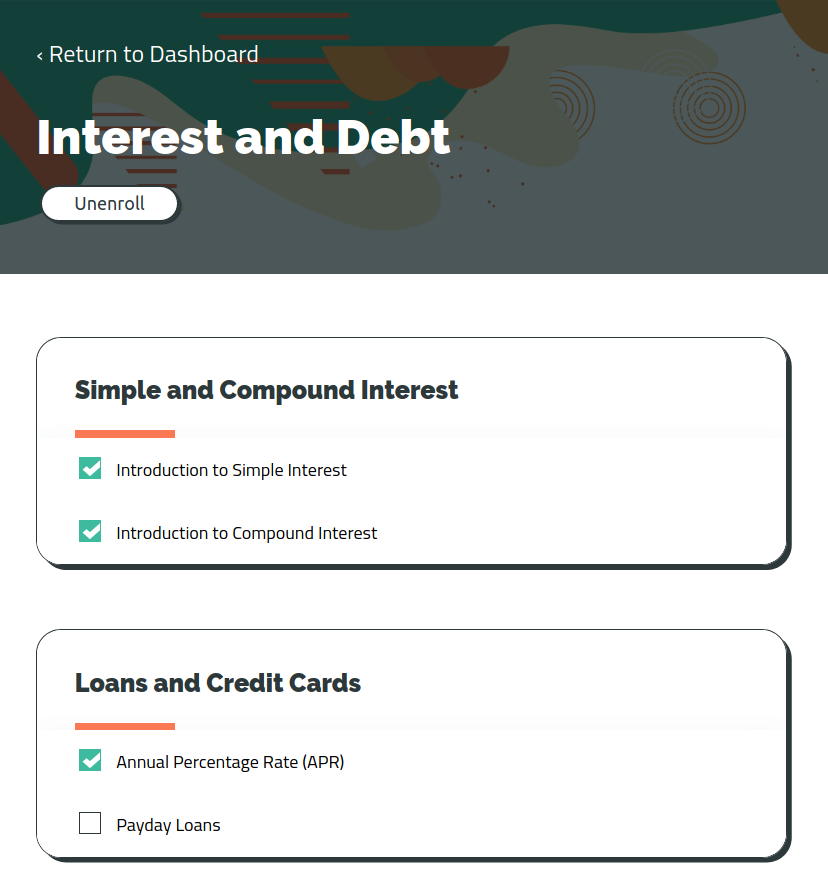 ‹ Return to Dashboard
Interest and Debt
Unenroll
Simple and Compound Interest
Introduction to Simple Interest
Introduction to Compound Interest
Loans and Credit Cards
Annual Percentage Rate (APR)
Payday Loans